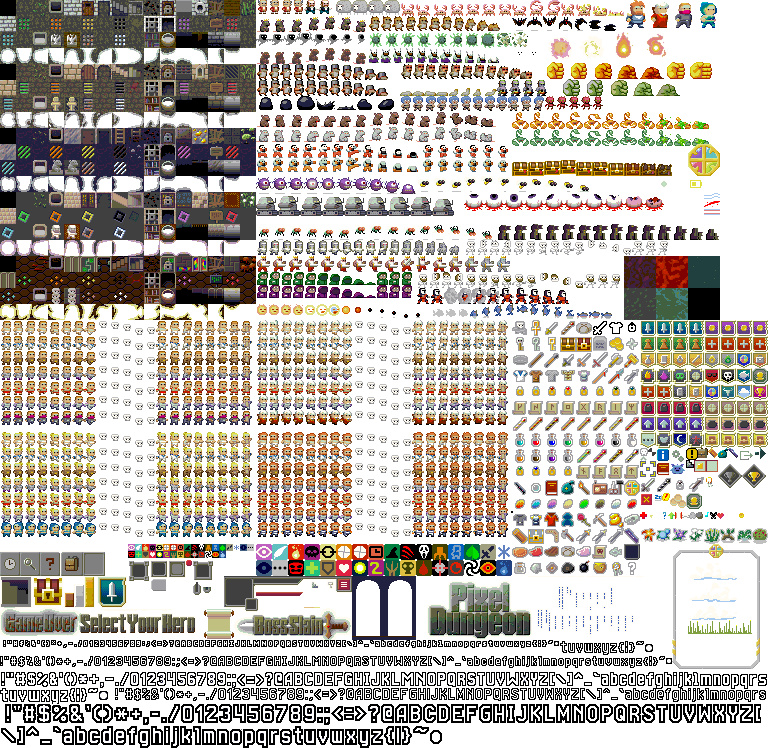 Pixel
Dungeon
Game Over
Select Your Hero
Boss Slain
!"#$%&'()*+,-./0123456789:;<=>?@ABCDEFGHIJKLMNOPQRSTUVWXYZ[\]^_`abcdefghijklmnopqrstuvwxyz{|}~
tuvwxyz{|}~
!"#$%&'()*+,-./0123456789:;<=>?@ABCDEFGHIJKLMNOPQRSTUVWXYZ[\]^_`abcdefghijklmnopqrstuvwxyz{|}~
!"#$%&'()*+,-./0123456789:;<=>?@ABCDEFGHIJKLMNOPQRSTUVWXYZ[\]^_`abcdefghijklmnopqrs
tuvwxyz{|}~
!"#$%&'()*+,-./0123456789:;<=>?@ABCDEFGHIJKLMNOPQRSTUVWXYZ[\]^_`abcdefghijklmnopqrs
!"#$%&'()*+,-./0123456789:;<=>?@ABCDEFGHIJKLMNOPQRSTUVWXYZ[
\]^_`abcdefghijklmnopqrstuvwxyz{|}~